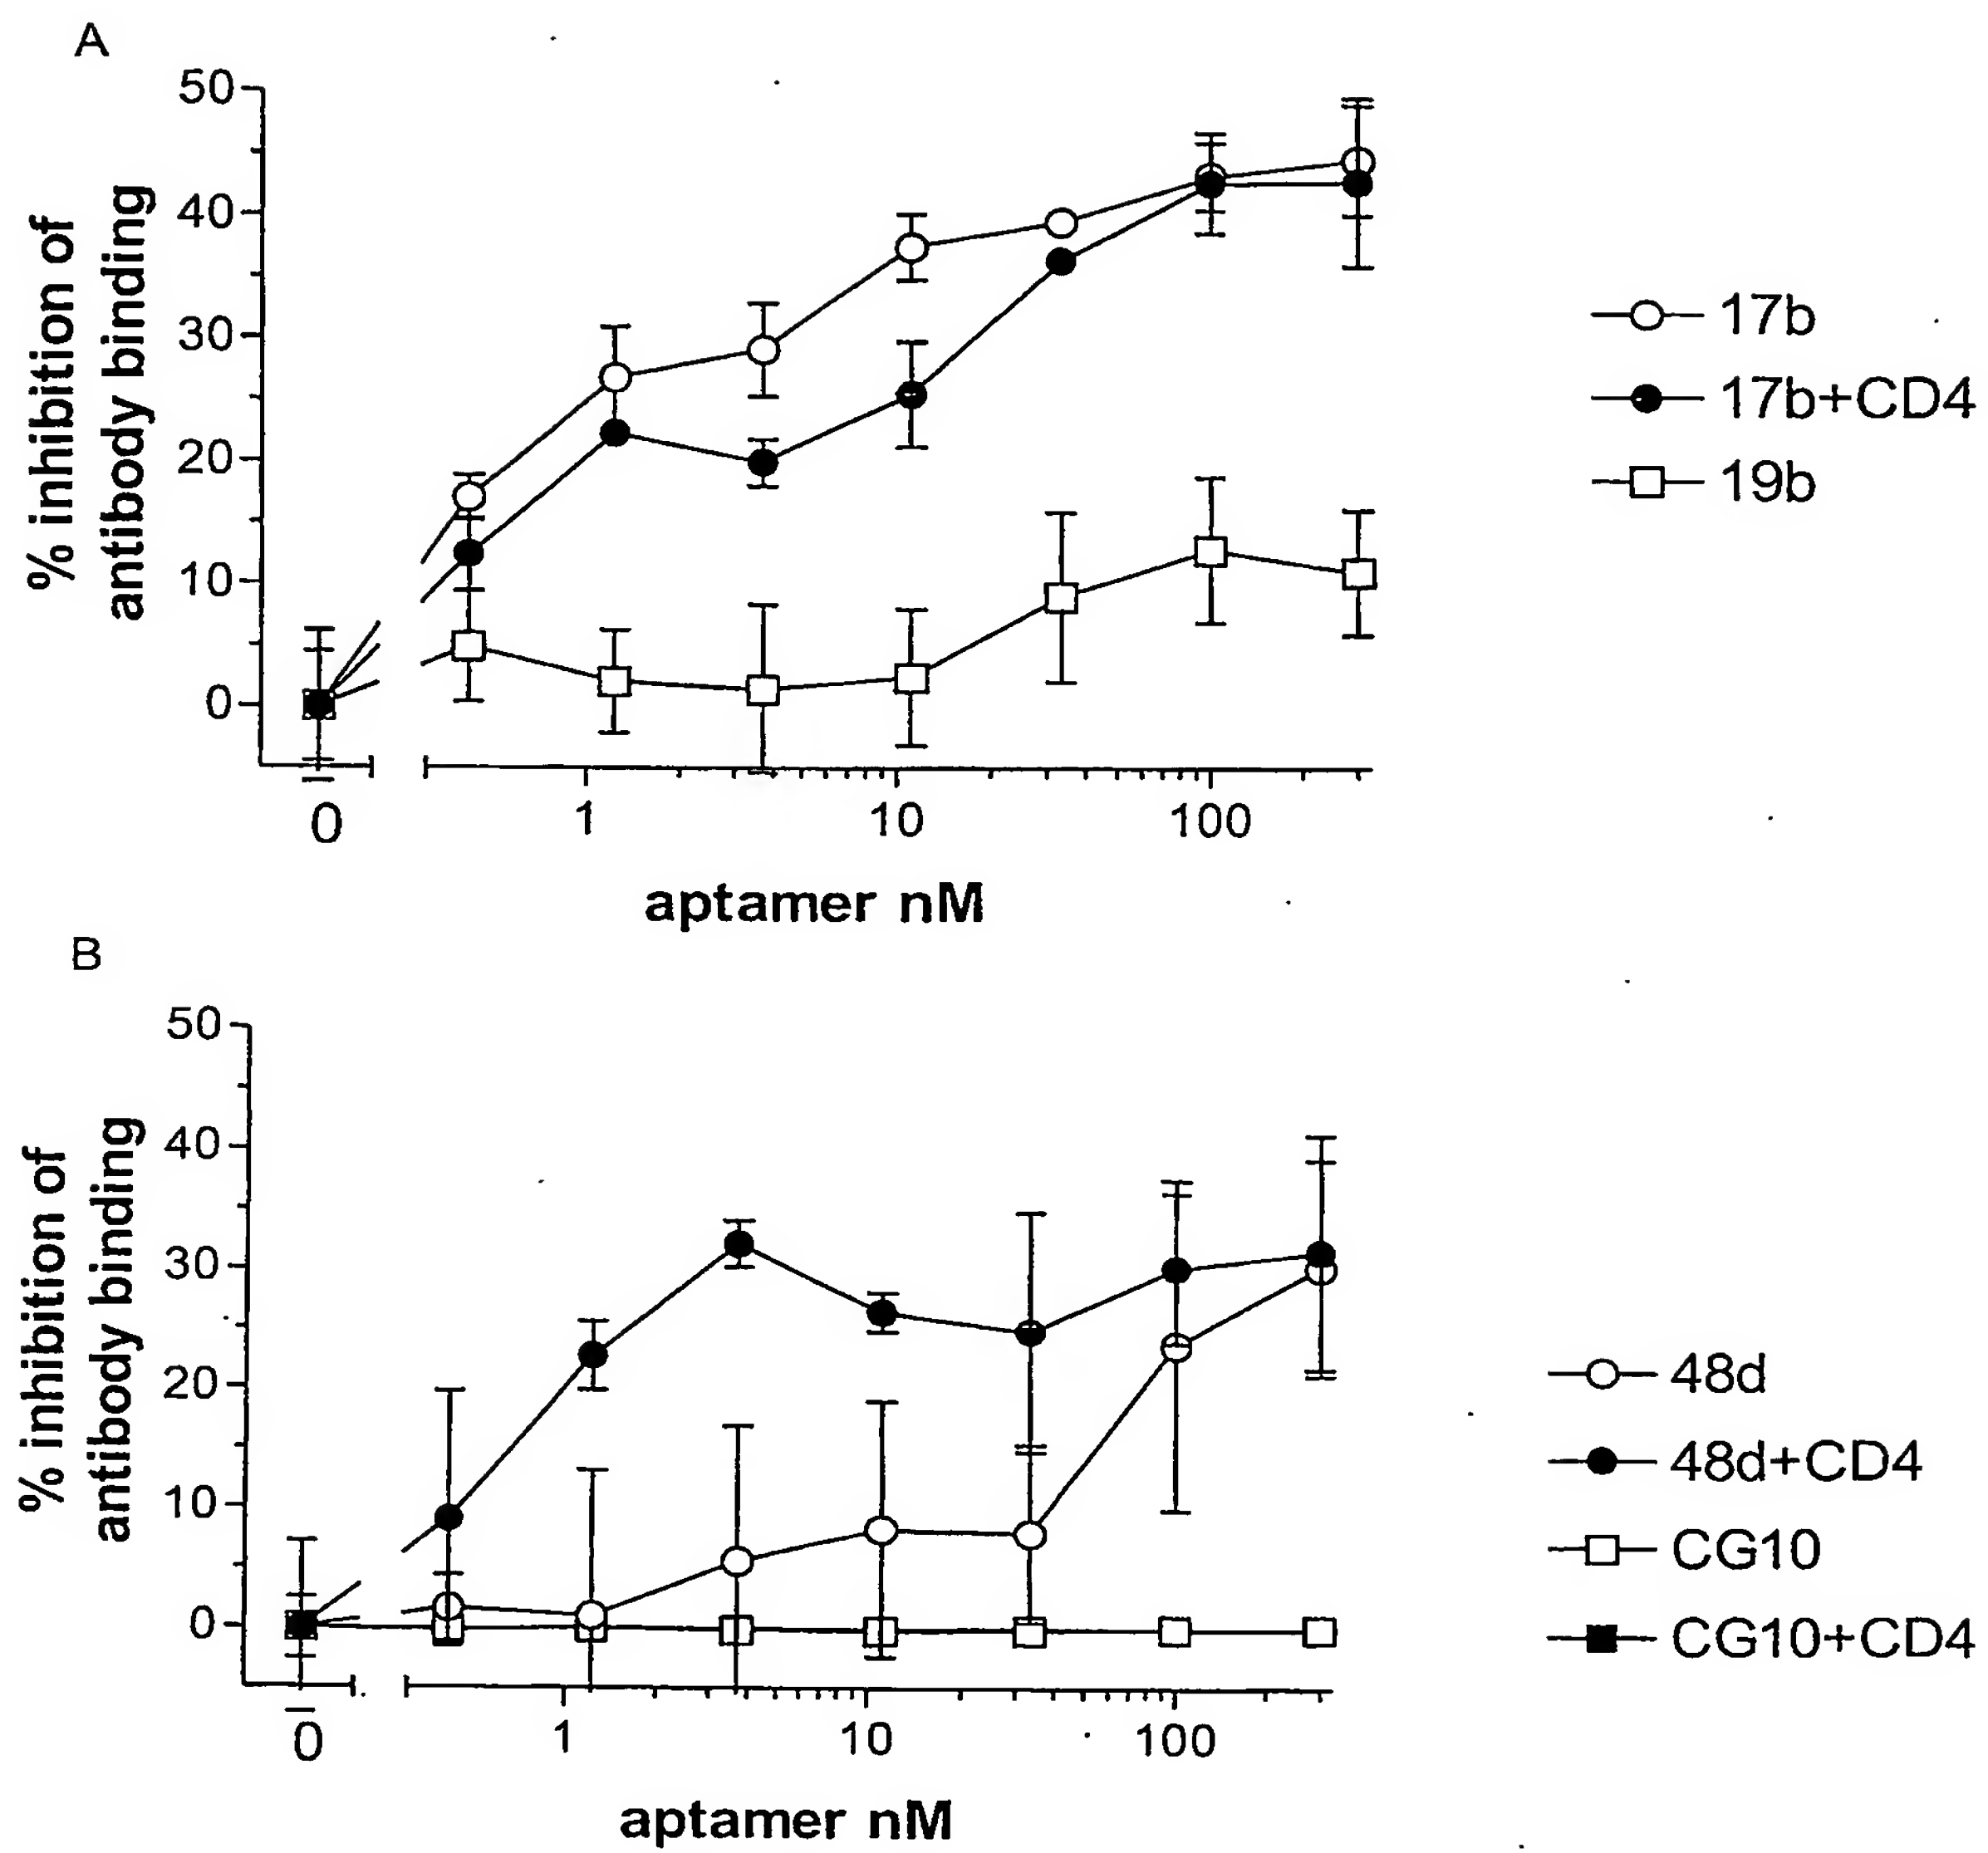 A
50
40
30
20
10
0
% inhibition of
antibody binding
0 1 10 100
aptamer nM
17b
17b+CD4
19b
B
50
40
30
20
10
0
% inhibition of
antibody binding
0 1 10 100
aptamer nM
48d
48d+CD4
CG10
CG10+CD4